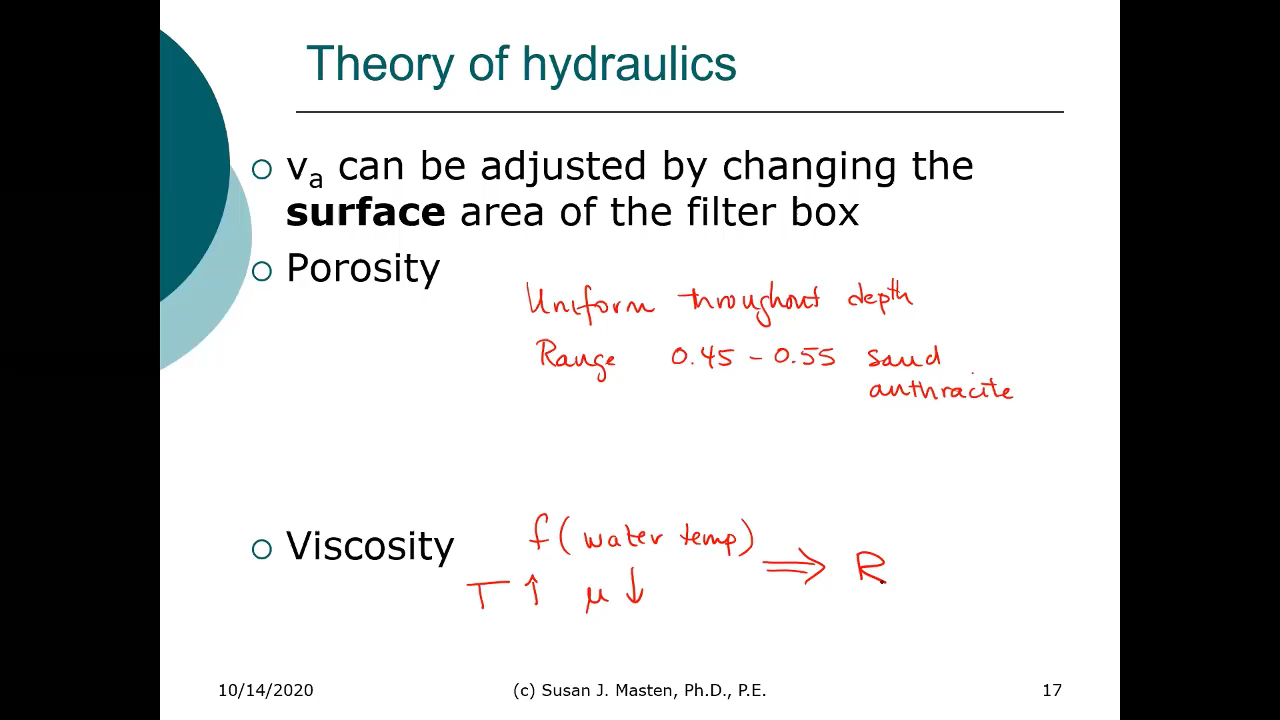 Theory of hydraulics
va can be adjusted by changing the
surface area of the filter box
Porosity
Uniform throughout depth
Range 0.45 - 0.55 sand
anthracite
Viscosity f(water temp) ⇒ R
T ↑ μ ↓
10/14/2020 (c) Susan J. Masten, Ph.D., P.E. 17